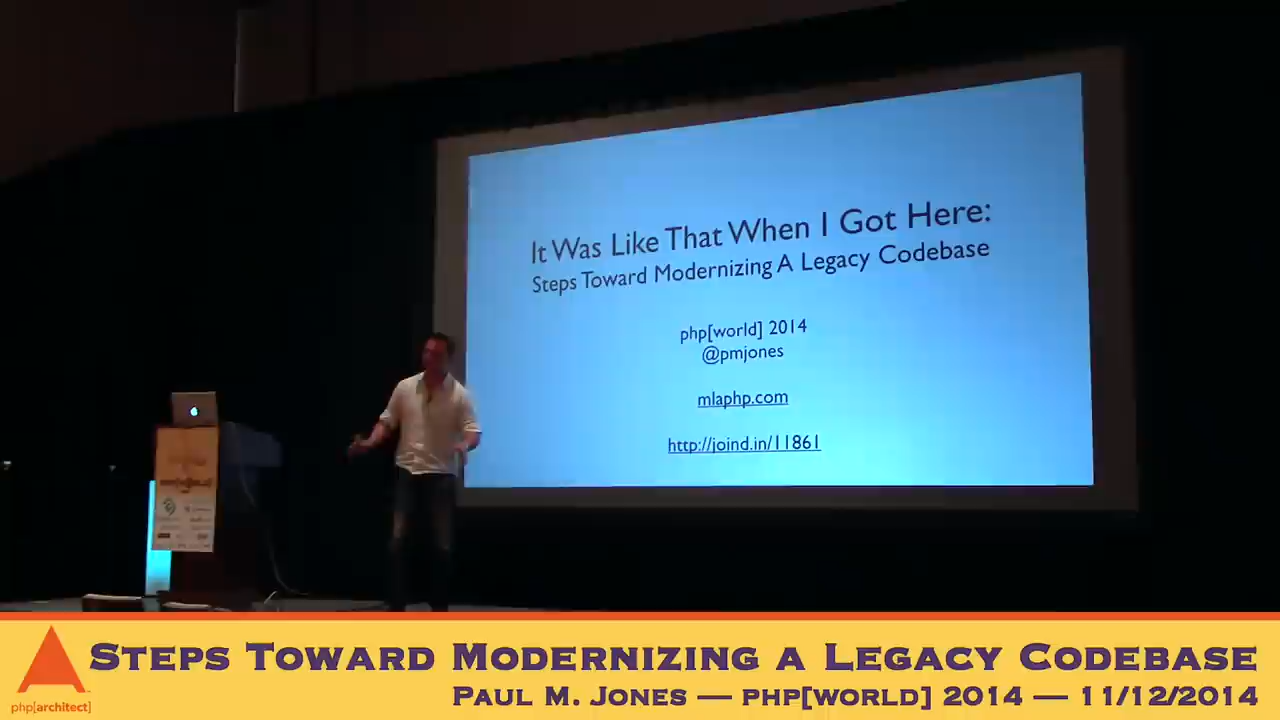 It Was Like That When I Got Here:
Steps Toward Modernizing A Legacy Codebase
php[world] 2014
@pmjones
mlaphp.com
http://joind.in/11861
Steps Toward Modernizing a Legacy Codebase
Paul M. Jones — php[world] 2014 — 11/12/2014
php[architect]